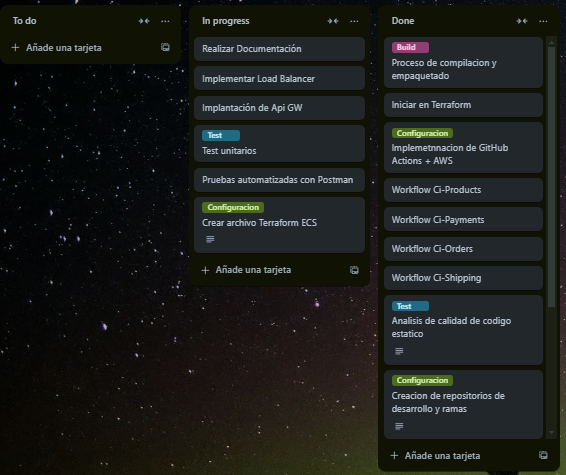 To do
Añade una tarjeta
In progress
Realizar Documentación
Implementar Load Balancer
Implantación de Api GW
Test
Test unitarios
Pruebas automatizadas con Postman
Configuracion
Crear archivo Terraform ECS
Añade una tarjeta
Done
Build
Proceso de compilacion y
empaquetado
Iniciar en Terraform
Configuracion
Implemetnnacion de GitHub
Actions + AWS
Workflow Ci-Products
Workflow Ci-Payments
Workflow Ci-Orders
Workflow Ci-Shipping
Test
Analisis de calidad de codigo
estatico
Configuracion
Creacion de repositorios de
desarrollo y ramas
Añade una tarjeta